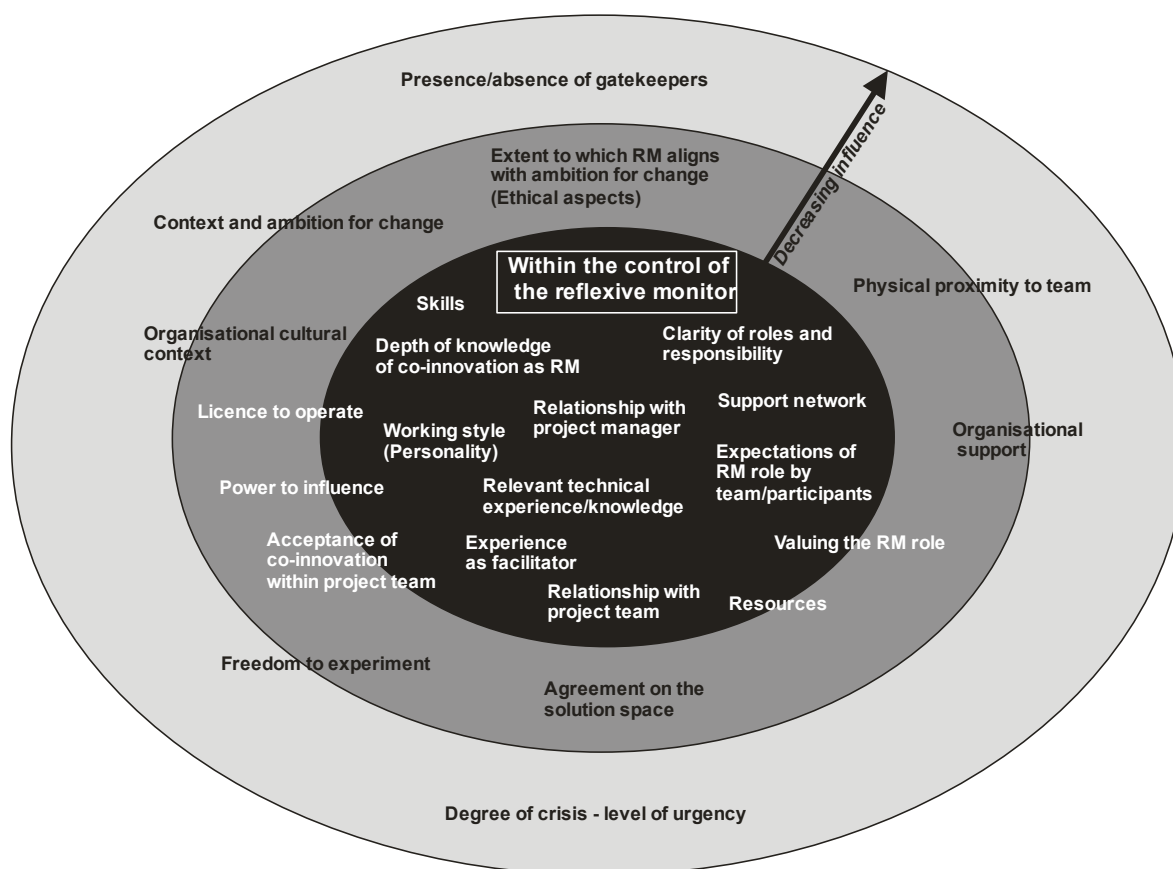 Presence/absence of gatekeepers
Decreasing influence
Extent to which RM aligns
with ambition for change
(Ethical aspects)
Context and ambition for change
Within the control of
the reflexive monitor
Physical proximity to team
Skills
Organisational cultural
context
Clarity of roles and
responsibility
Depth of knowledge
of co-innovation as RM
Licence to operate
Relationship with
project manager
Support network
Working style
(Personality)
Organisational
support
Expectations of
RM role by
team/participants
Power to influence
Relevant technical
experience/knowledge
Acceptance of
co-innovation
within project team
Experience
as facilitator
Valuing the RM role
Relationship with
project team
Resources
Freedom to experiment
Agreement on the
solution space
Degree of crisis - level of urgency